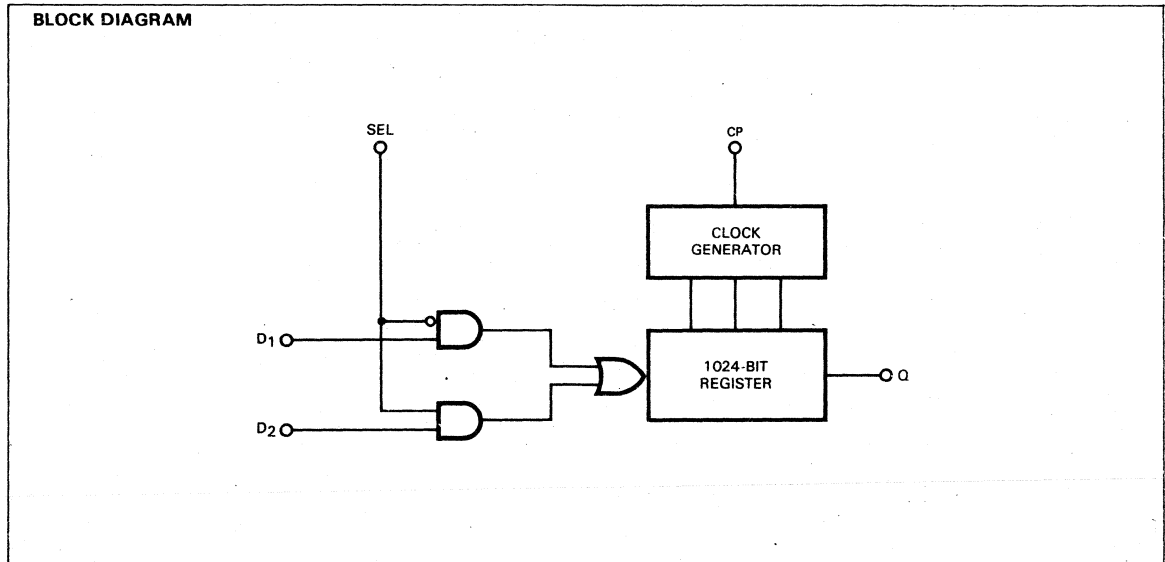 BLOCK DIAGRAM
SEL
CP
CLOCK
GENERATOR
D1
1024-BIT
REGISTER
Q
D2